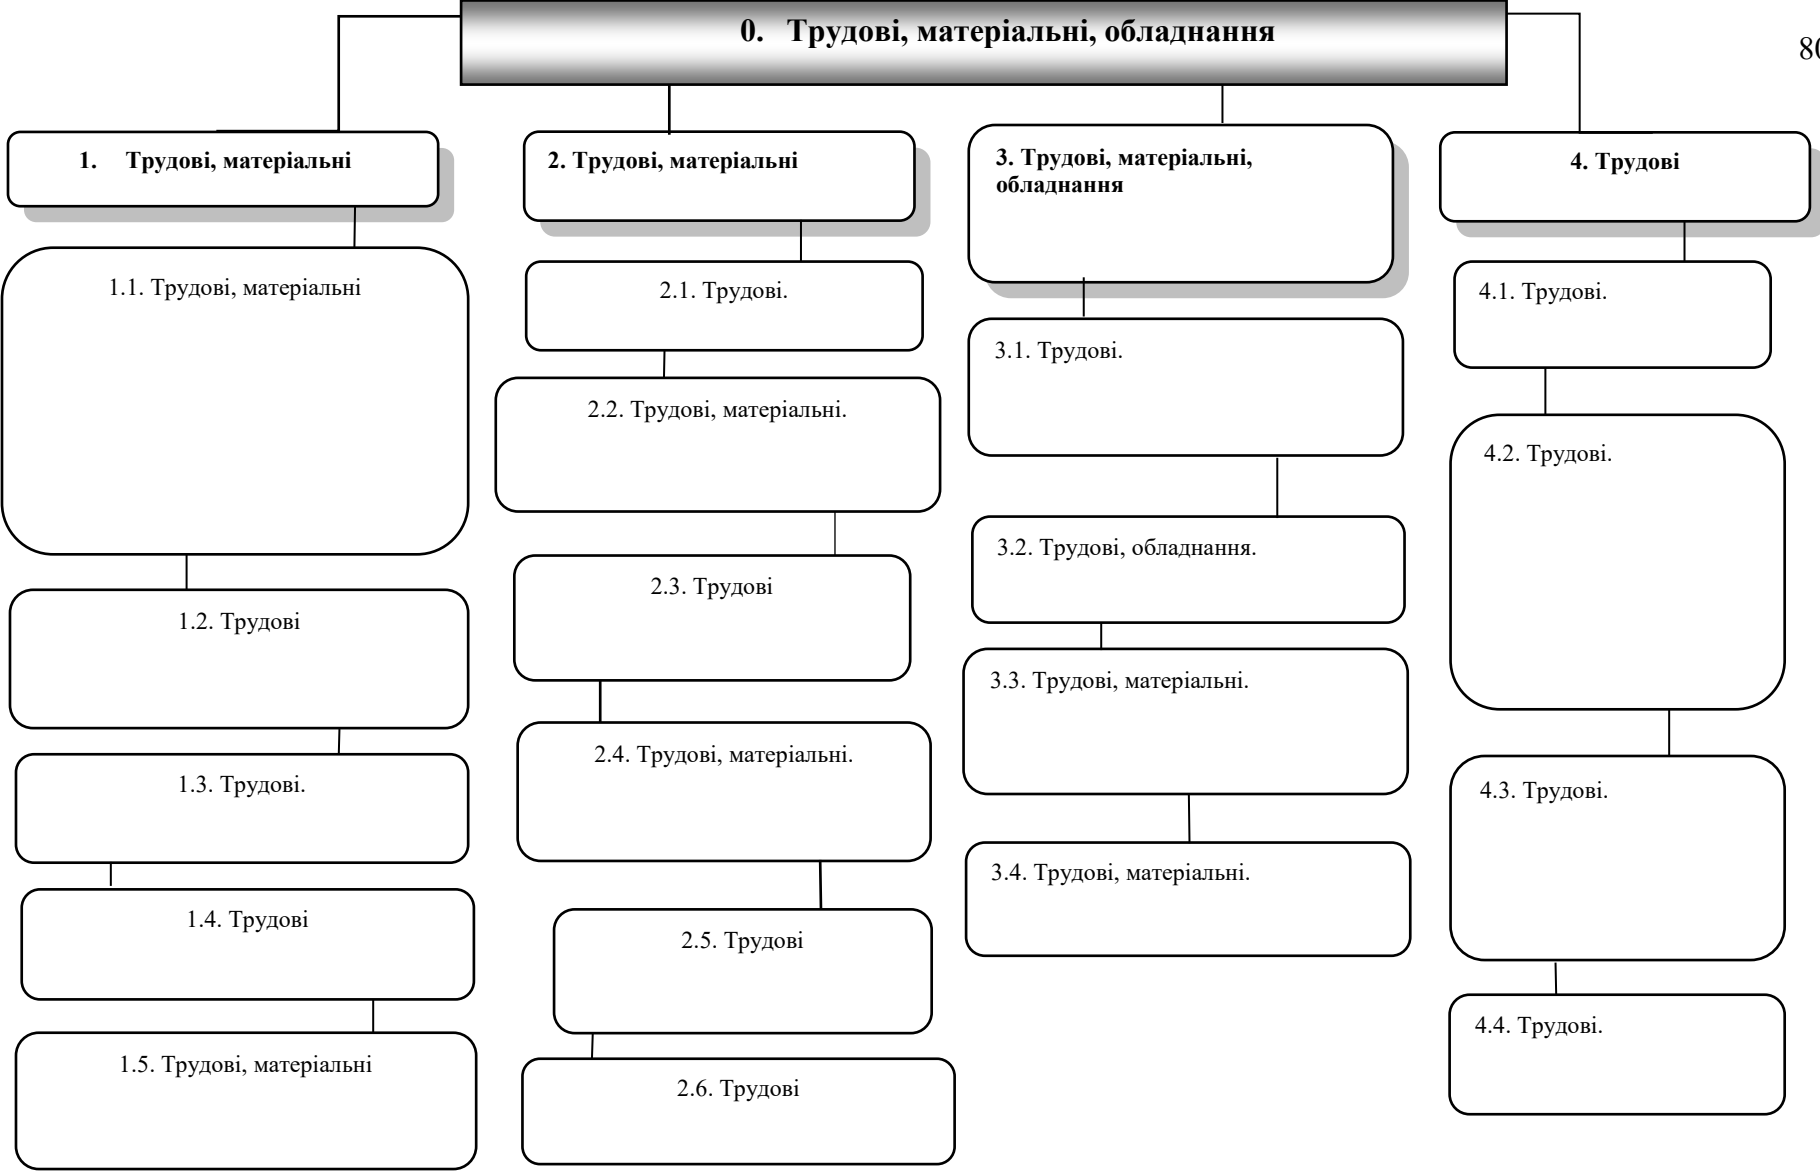 0. Трудові, матеріальні, обладнання
80
1. Трудові, матеріальні
1.1. Трудові, матеріальні
1.2. Трудові
1.3. Трудові.
1.4. Трудові
1.5. Трудові, матеріальні
2. Трудові, матеріальні
2.1. Трудові.
2.2. Трудові, матеріальні.
2.3. Трудові
2.4. Трудові, матеріальні.
2.5. Трудові
2.6. Трудові
3. Трудові, матеріальні,
обладнання
3.1. Трудові.
3.2. Трудові, обладнання.
3.3. Трудові, матеріальні.
3.4. Трудові, матеріальні.
4. Трудові
4.1. Трудові.
4.2. Трудові.
4.3. Трудові.
4.4. Трудові.